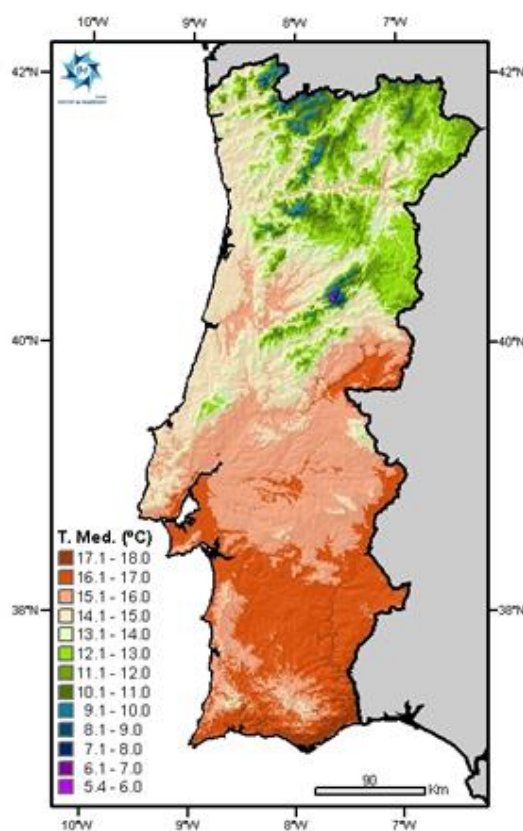 10°W 9°W 8°W 7°W
42°N 42°N
40°N 40°N
T. Med. (ºC)
17.1 - 18.0
16.1 - 17.0
15.1 - 16.0
14.1 - 15.0
13.1 - 14.0
12.1 - 13.0
11.1 - 12.0
10.1 - 11.0
9.1 - 10.0
8.1 - 9.0
7.1 - 8.0
6.1 - 7.0
5.4 - 6.0
38°N 38°N
90
Km
10°W 9°W 8°W 7°W